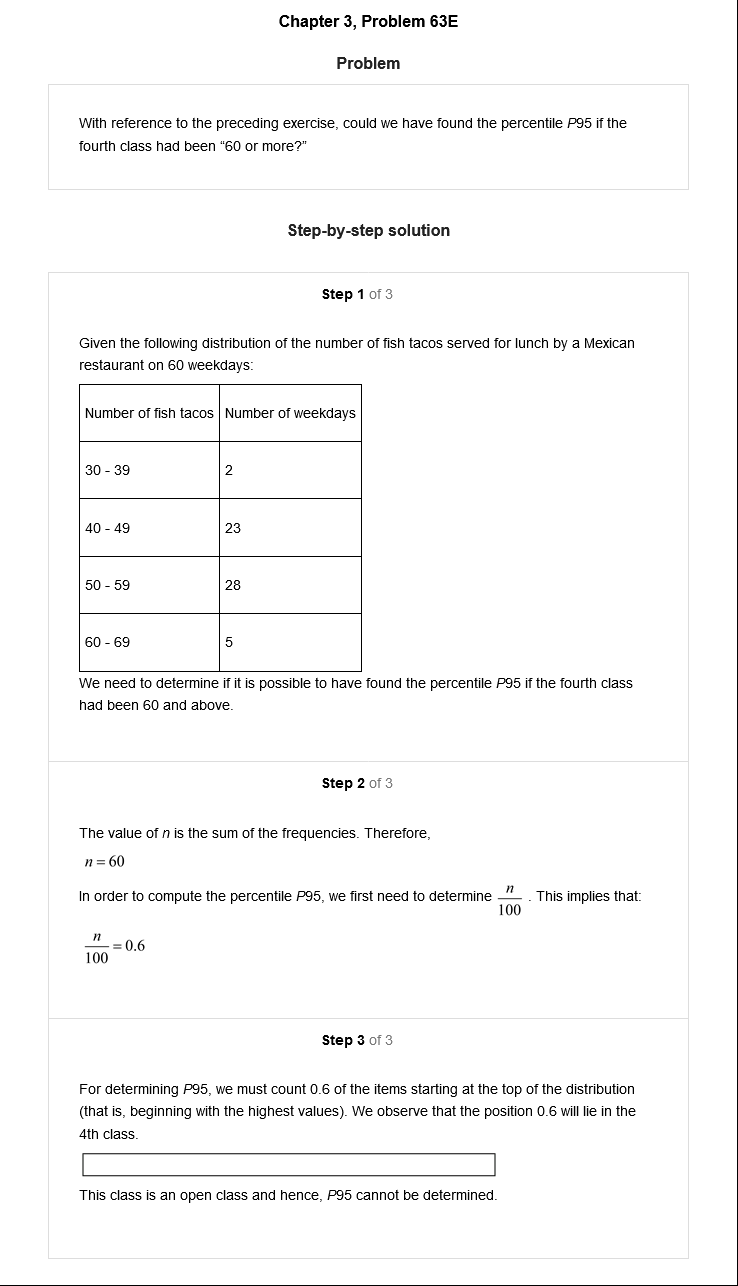 Chapter 3, Problem 63E
Problem
With reference to the preceding exercise, could we have found the percentile P95 if the
fourth class had been “60 or more?”
Step-by-step solution
Step 1 of 3
Given the following distribution of the number of fish tacos served for lunch by a Mexican
restaurant on 60 weekdays:
Number of fish tacos Number of weekdays
30 - 39 2
40 - 49 23
50 - 59 28
60 - 69 5
We need to determine if it is possible to have found the percentile P95 if the fourth class
had been 60 and above.
Step 2 of 3
The value of n is the sum of the frequencies. Therefore,
n = 60
In order to compute the percentile P95, we first need to determine n/100 . This implies that:
n/100 = 0.6
Step 3 of 3
For determining P95, we must count 0.6 of the items starting at the top of the distribution
(that is, beginning with the highest values). We observe that the position 0.6 will lie in the
4th class.
This class is an open class and hence, P95 cannot be determined.